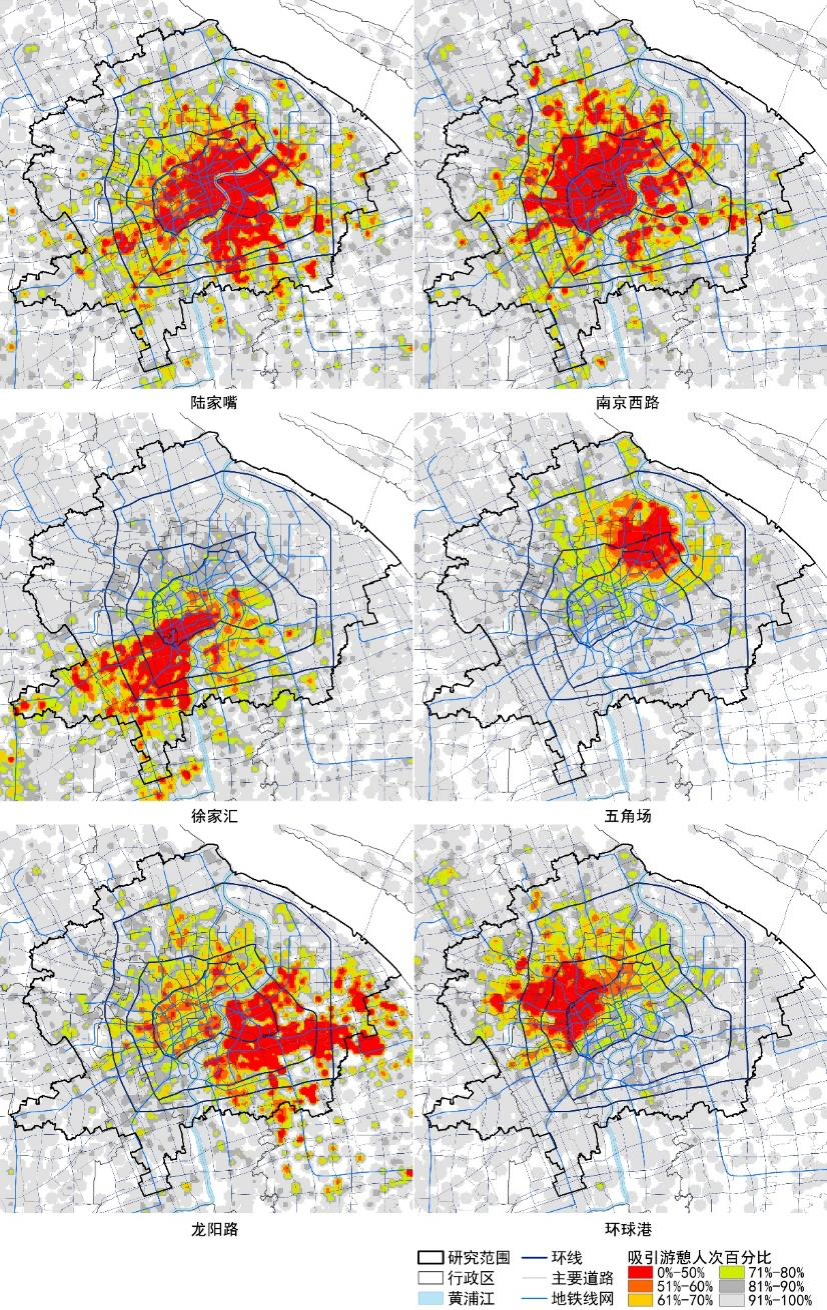 陆家嘴
南京西路
徐家汇
五角场
龙阳路
环球港
研究范围
环线
行政区
主要道路
黄浦江
地铁线网
吸引游憩人次百分比
0%-50%
71%-80%
51%-60%
81%-90%
61%-70%
91%-100%